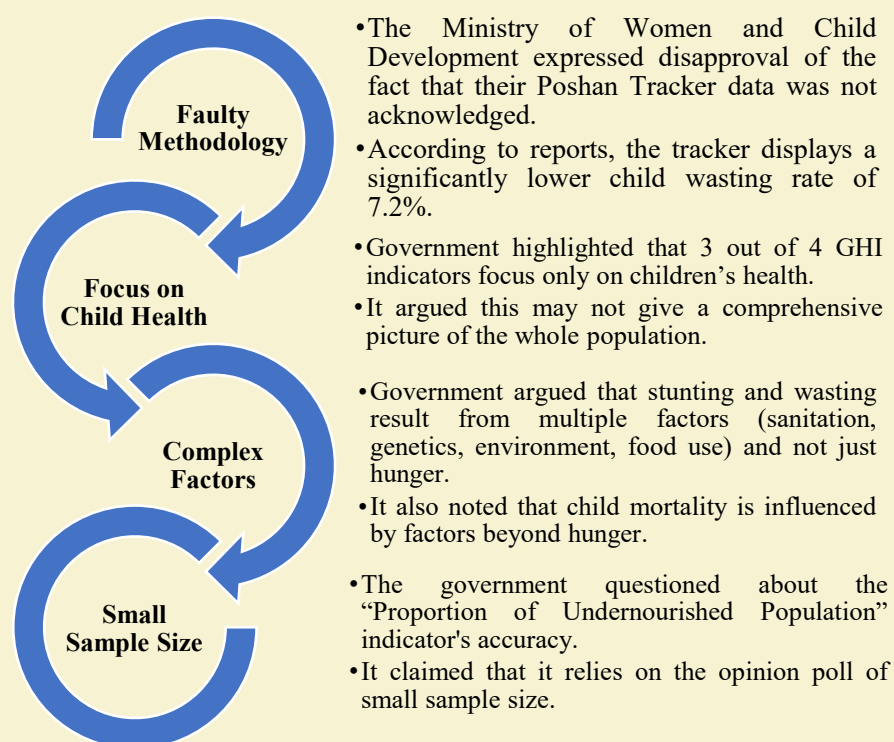 Faulty
Methodology
•The Ministry of Women and Child
Development expressed disapproval of the
fact that their Poshan Tracker data was not
acknowledged.
•According to reports, the tracker displays a
significantly lower child wasting rate of
7.2%.
Focus on
Child Health
•Government highlighted that 3 out of 4 GHI
indicators focus only on children’s health.
•It argued this may not give a comprehensive
picture of the whole population.
Complex
Factors
•Government argued that stunting and wasting
result from multiple factors (sanitation,
genetics, environment, food use) and not just
hunger.
•It also noted that child mortality is influenced
by factors beyond hunger.
Small
Sample Size
•The government questioned about the
“Proportion of Undernourished Population”
indicator's accuracy.
•It claimed that it relies on the opinion poll of
small sample size.